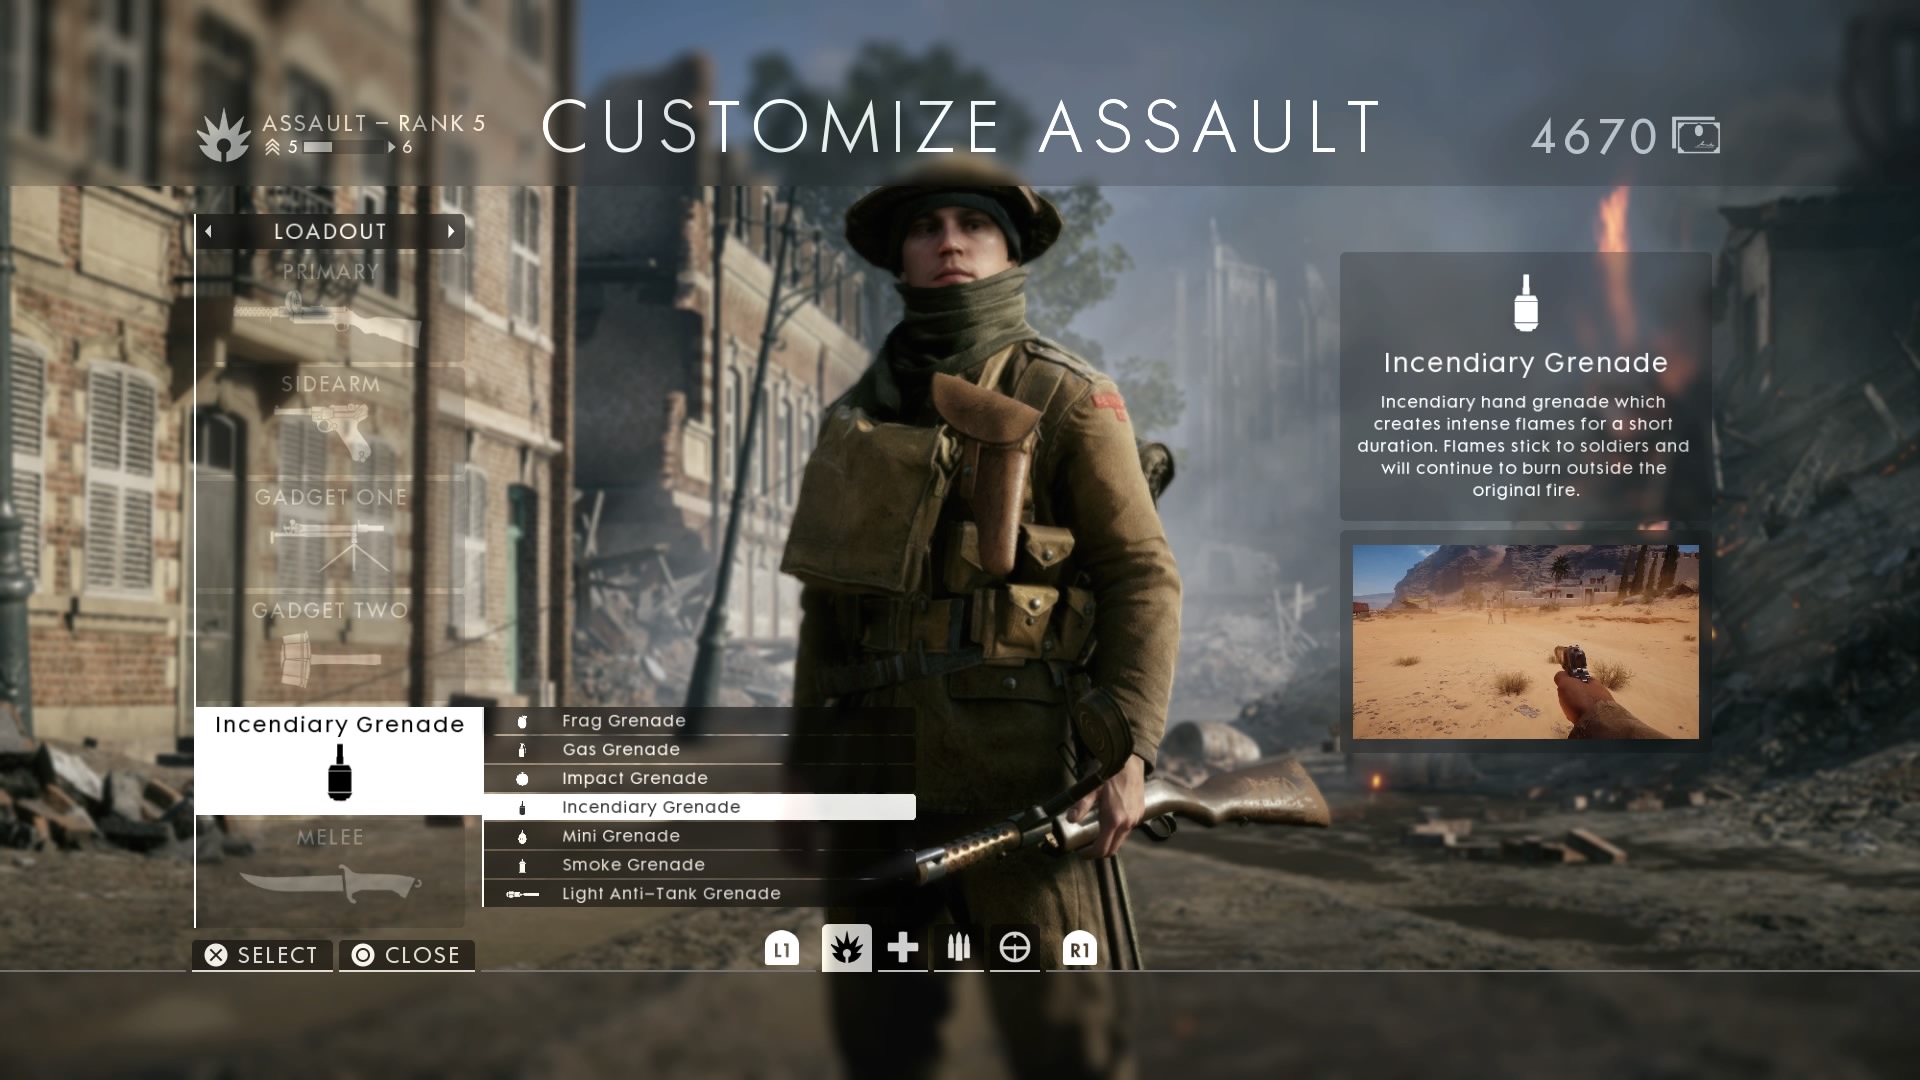 CUSTOMIZE ASSAULT
ASSAULT – RANK 5
5 6
4670
LOADOUT
PRIMARY
SIDEARM
GADGET ONE
GADGET TWO
Incendiary Grenade
MELEE
Frag Grenade
Gas Grenade
Impact Grenade
Incendiary Grenade
Mini Grenade
Smoke Grenade
Light Anti–Tank Grenade
Incendiary Grenade
Incendiary hand grenade which
creates intense flames for a short
duration. Flames stick to soldiers and
will continue to burn outside the
original fire.
SELECT CLOSE
L1 R1